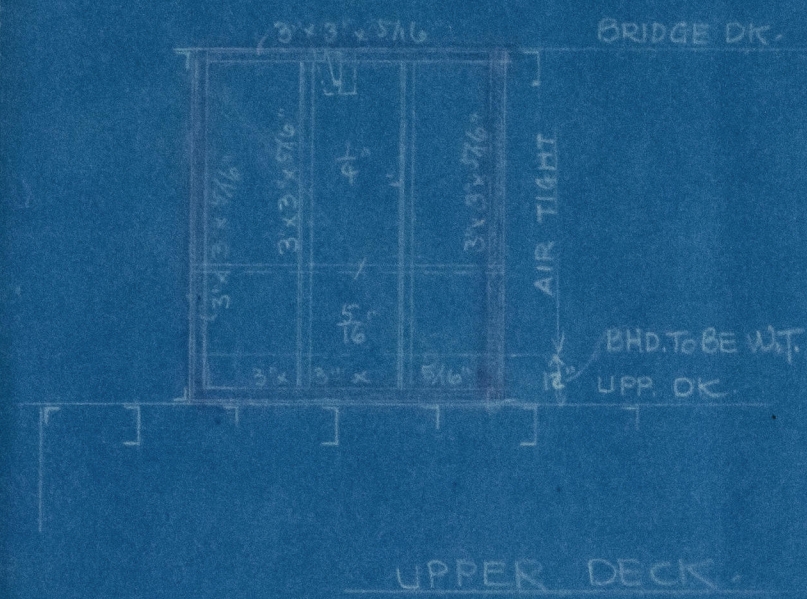 3" x 3" x 5/16
BRIDGE DK.
3" x 3" x 5/16"
3" x 3" x 5/16"
1/4"
3" x 3" x 5/16"
AIR TIGHT
5/16"
BHD. TO BE W.T.
3" x 3" x 5/16"
12"
UPP. DK.
UPPER DECK.